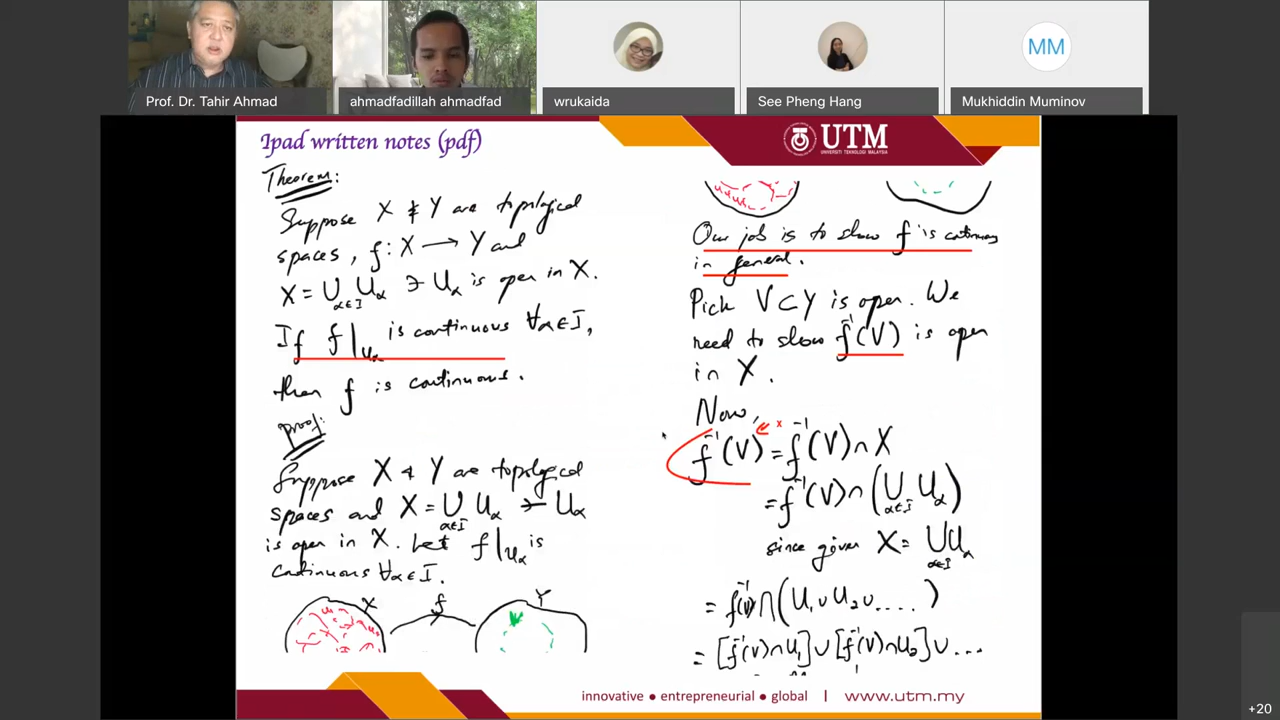 Prof. Dr. Tahir Ahmad
ahmadfadillah ahmadfad
wrukaida
See Pheng Hang
MM
Mukhiddin Muminov
Ipad written notes (pdf)
UTM
UNIVERSITI TEKNOLOGI MALAYSIA
Theorem:
Suppose X & Y are topological
spaces, f: X → Y and
X = ∪_{α∈I} U_α ∋ U_α is open in X.
If f|_{U_α} is continuous ∀α∈I,
then f is continuous.
proof:
Suppose X & Y are topological
spaces and X = ∪_{α∈I} U_α ∋ U_α
is open in X. Let f|_{U_α} is
continuous ∀α∈I.
X f Y
Our job is to show f is continuous
in general.
Pick V ⊂ Y is open. We
need to show f⁻¹(V) is open
in X.
Now,
f⁻¹(V) = f⁻¹(V) ∩ X
= f⁻¹(V) ∩ (∪_{α∈I} U_α)
since given X = ∪_{α∈I} U_α
= f⁻¹(V) ∩ (U₁ ∪ U₂ ∪ ....)
= [f⁻¹(V) ∩ U₁] ∪ [f⁻¹(V) ∩ U₂] ∪ ...
innovative ● entrepreneurial ● global | www.utm.my
+20